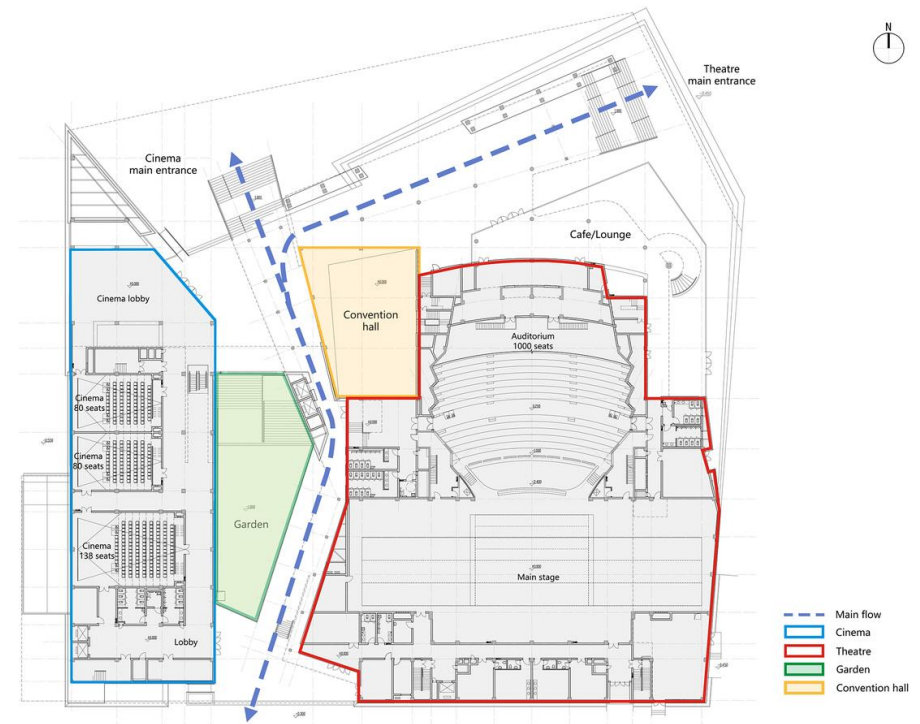 N
Theatre
main entrance
Cinema
main entrance
Cafe/Lounge
Cinema lobby
Convention
hall
Auditorium
1000 seats
Cinema
80 seats
Cinema
80 seats
Garden
Cinema
138 seats
Main stage
Lobby
Main flow
Cinema
Theatre
Garden
Convention hall